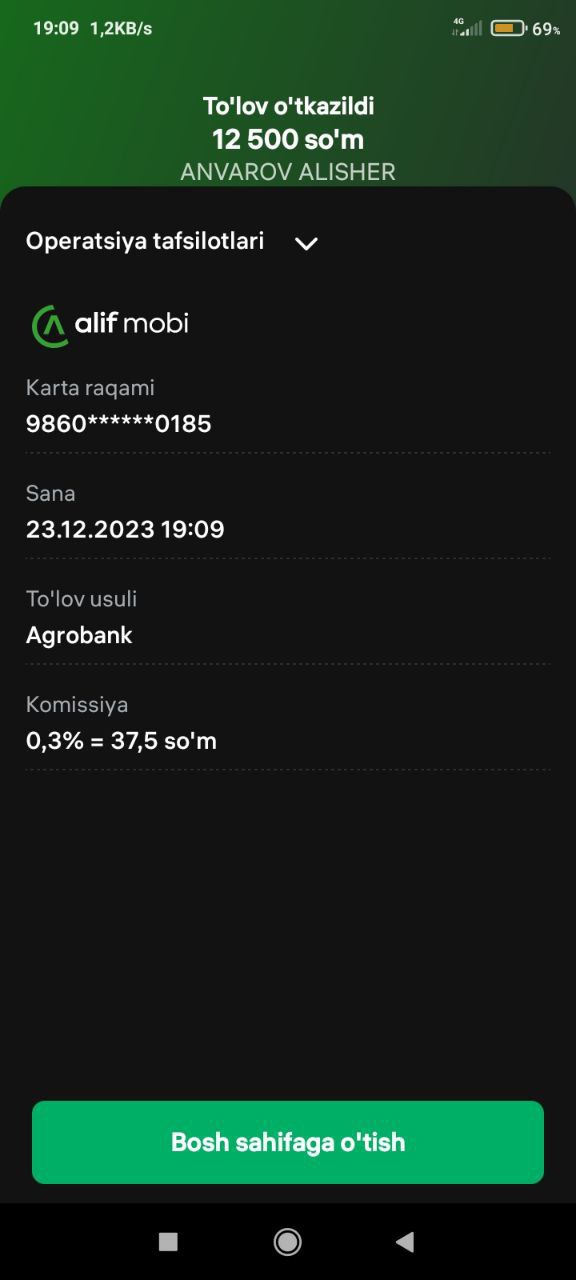 19:09 1,2KB/s 4G 69%
To'lov o'tkazildi
12 500 so'm
ANVAROV ALISHER
Operatsiya tafsilotlari
alif mobi
Karta raqami
9860******0185
Sana
23.12.2023 19:09
To'lov usuli
Agrobank
Komissiya
0,3% = 37,5 so'm
Bosh sahifaga o'tish